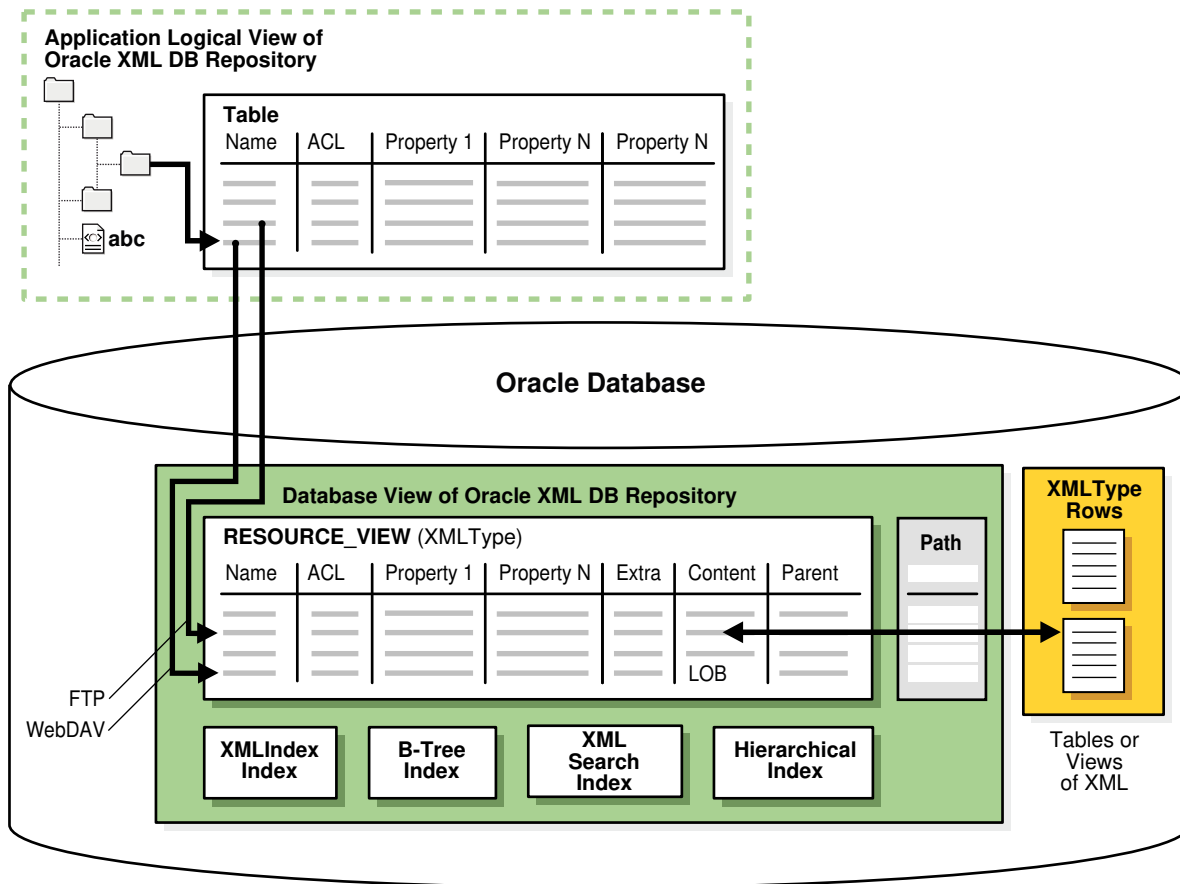 Application Logical View of
Oracle XML DB Repository
abc
Table
Name ACL Property 1 Property N Property N
Oracle Database
Database View of Oracle XML DB Repository
RESOURCE_VIEW (XMLType)
Name ACL Property 1 Property N Extra Content Parent
LOB
Path
XMLType
Rows
FTP
WebDAV
XMLIndex
Index
B-Tree
Index
XML
Search
Index
Hierarchical
Index
Tables or
Views
of XML